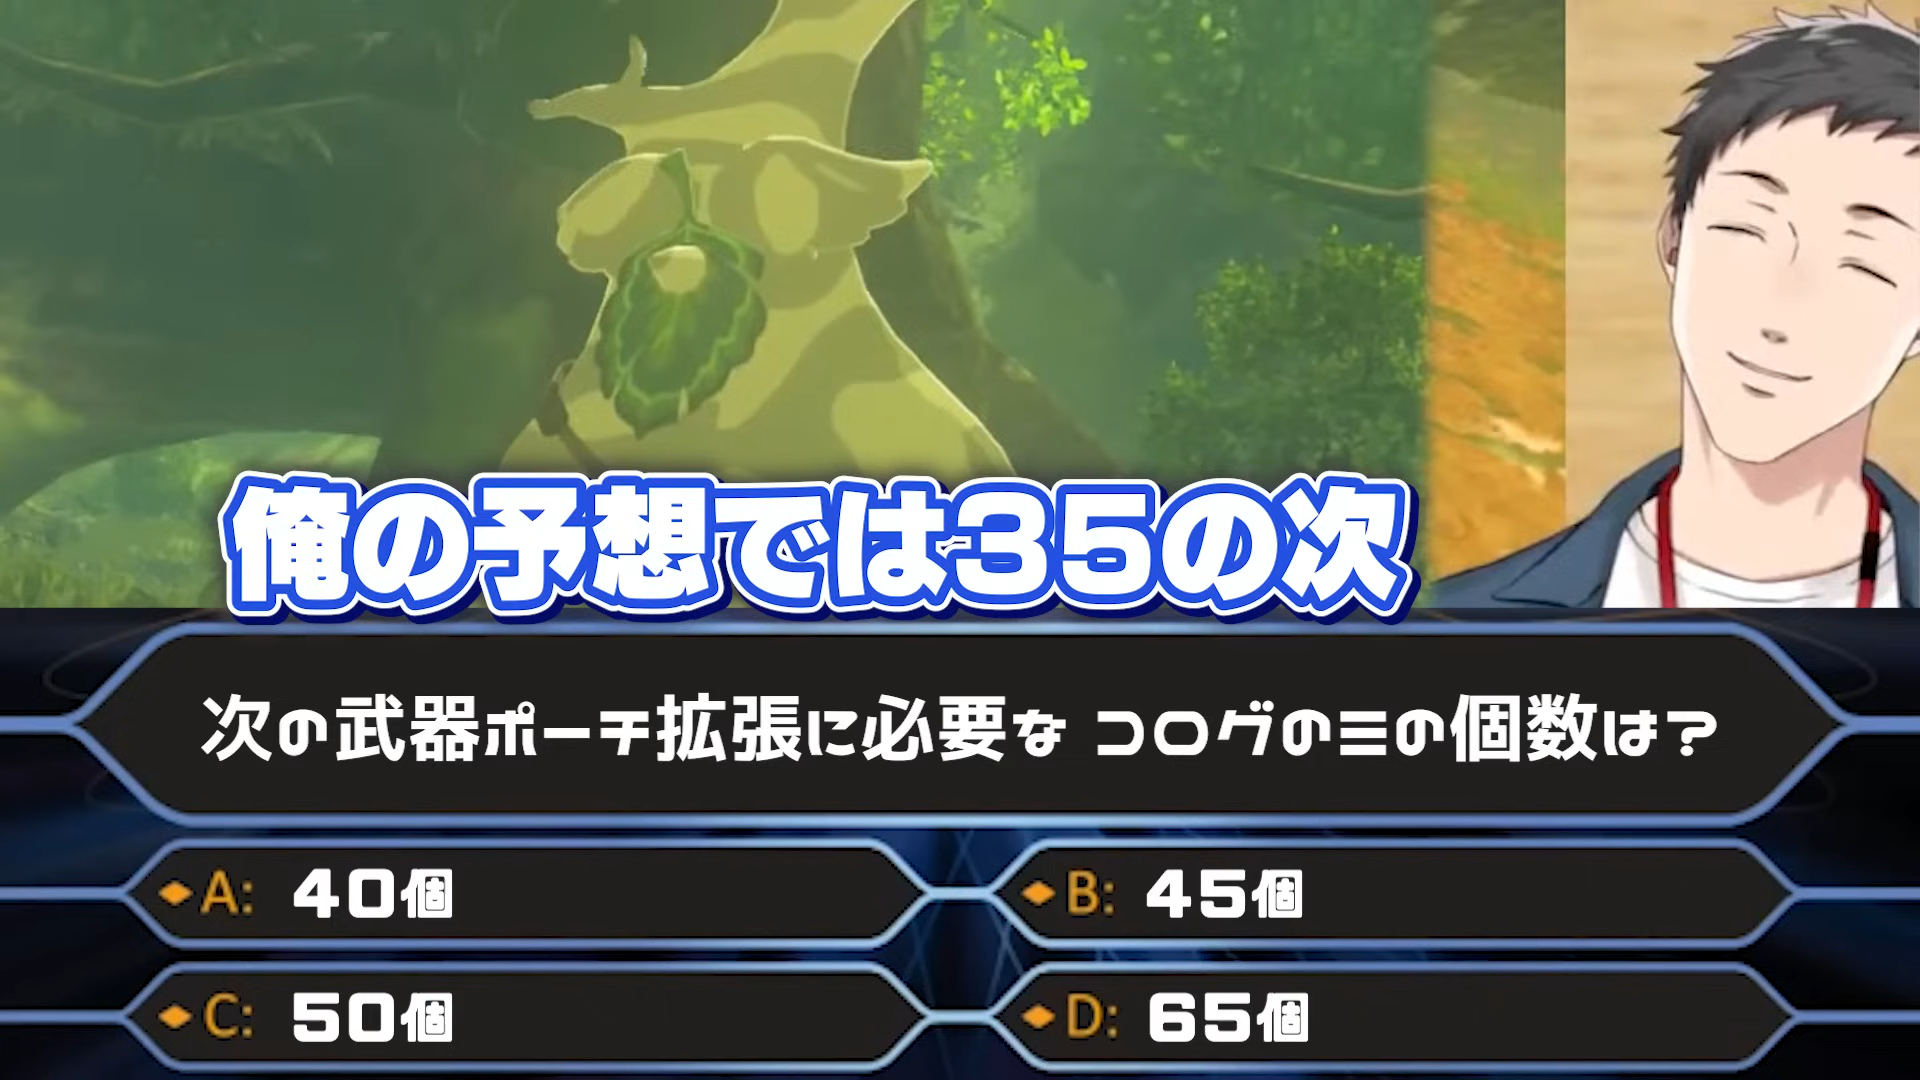 俺の予想では35の次
次の武器ポーチ拡張に必要な コログのミの個数は？
A: 40個
B: 45個
C: 50個
D: 65個